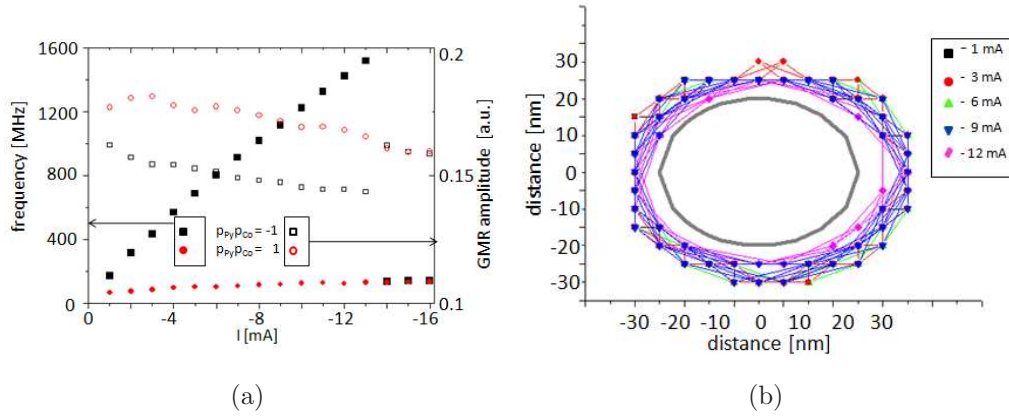 1600
1200
800
400
0
frequency [MHz]
0
-4
-8
-12
-16
I [mA]
0.2
0.15
0.1
GMR amplitude [a.u.]
pPypCo = -1
pPypCo = 1
(a)
30
20
10
0
-10
-20
-30
distance [nm]
-30
-20
-10
0
10
20
30
distance [nm]
- 1 mA
- 3 mA
- 6 mA
- 9 mA
-12 mA
(b)